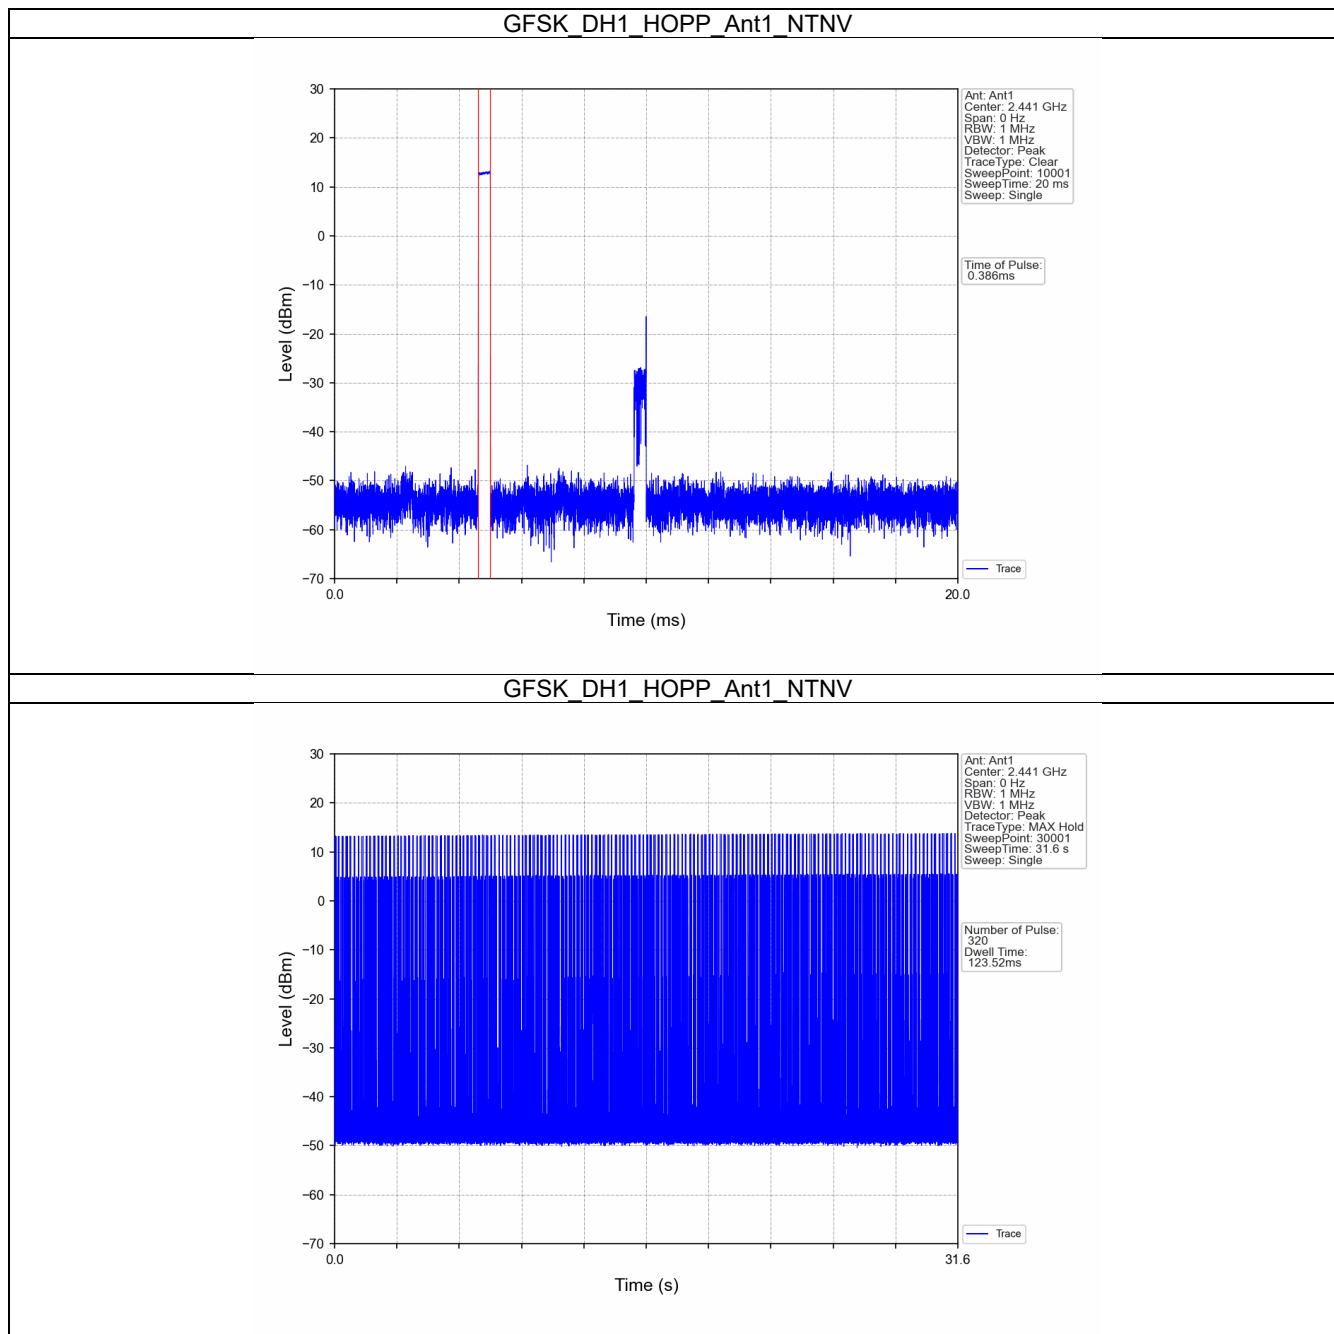 GFSK_DH1_HOPP_Ant1_NTNV
30
20
10
0
−10
−20
−30
−40
−50
−60
−70
Level (dBm)
0.0
20.0
Time (ms)
Ant: Ant1
Center: 2.441 GHz
Span: 0 Hz
RBW: 1 MHz
VBW: 1 MHz
Detector: Peak
TraceType: Clear
SweepPoint: 10001
SweepTime: 20 ms
Sweep: Single
Time of Pulse:
0.386ms
Trace
GFSK_DH1_HOPP_Ant1_NTNV
30
20
10
0
−10
−20
−30
−40
−50
−60
−70
Level (dBm)
0.0
31.6
Time (s)
Ant: Ant1
Center: 2.441 GHz
Span: 0 Hz
RBW: 1 MHz
VBW: 1 MHz
Detector: Peak
TraceType: MAX Hold
SweepPoint: 30001
SweepTime: 31.6 s
Sweep: Single
Number of Pulse:
320
Dwell Time:
123.52ms
Trace